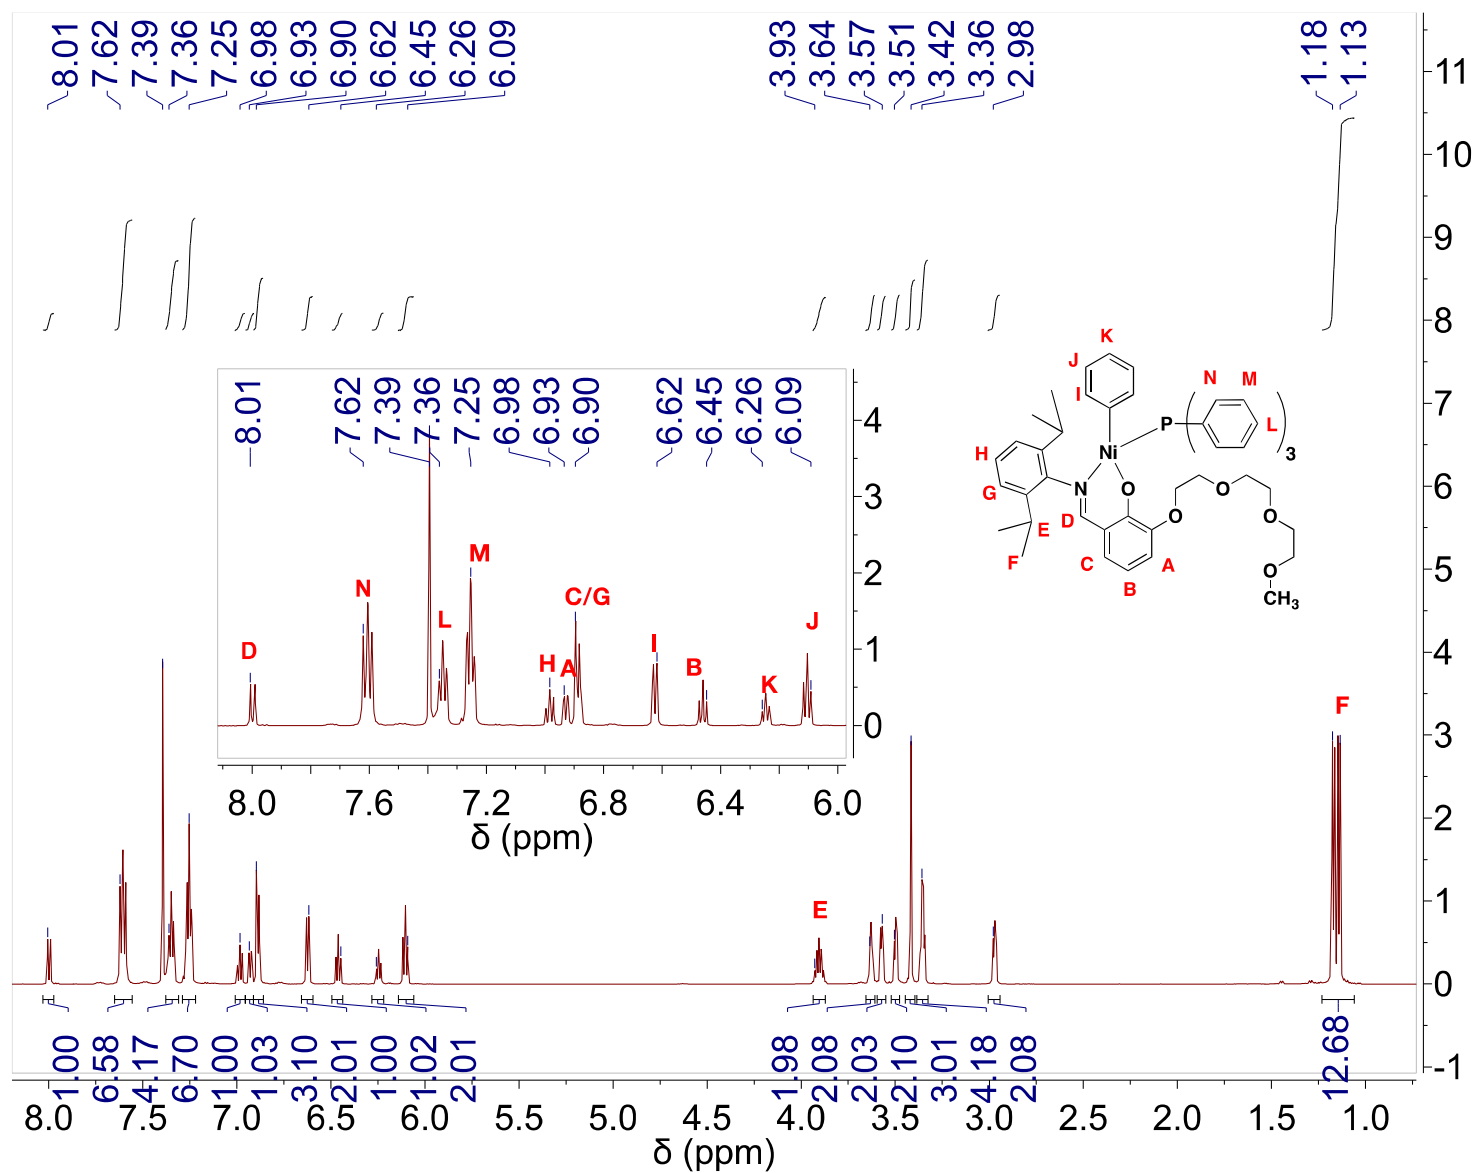 8.01 7.62 7.39 7.36 7.25 6.98 6.93 6.90 6.62 6.45 6.26 6.09 3.93 3.64 3.57 3.51 3.42 3.36 2.98 1.18 1.13
11
10
9
8
7
6
5
4
3
2
1
0
-1
8.01 7.62 7.39 7.36 7.25 6.98 6.93 6.90 6.62 6.45 6.26 6.09
4
3
2
1
0
D N L M H A C/G I B K J
8.0 7.6 7.2 6.8 6.4 6.0
δ (ppm)
K
J
I
N M
L
P
3
Ni
H
G
N
O
D
E
F
C
B
A
O
O
O
O
CH3
E
F
1.00 6.58 4.17 6.70 1.00 1.03 3.10 2.01 1.00 1.02 2.01 1.98 2.08 2.03 2.10 3.01 4.18 2.08 12.68
8.0 7.5 7.0 6.5 6.0 5.5 5.0 4.5 4.0 3.5 3.0 2.5 2.0 1.5 1.0
δ (ppm)